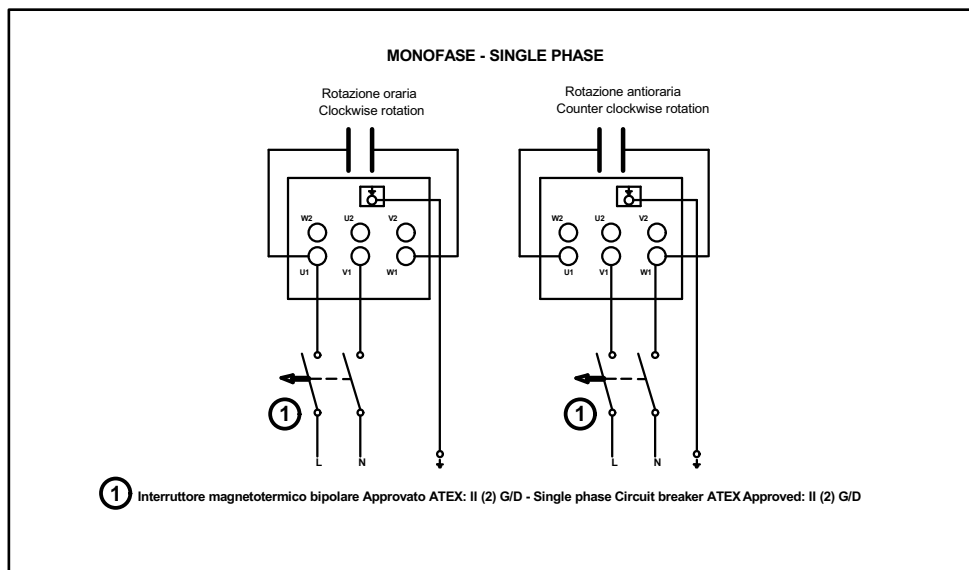 MONOFASE - SINGLE PHASE
Rotazione oraria
Clockwise rotation
Rotazione antioraria
Counter clockwise rotation
W2 U2 V2
U1 V1 W1
W2 U2 V2
U1 V1 W1
1
1
L N
L N
1 Interruttore magnetotermico bipolare Approvato ATEX: II (2) G/D - Single phase Circuit breaker ATEX Approved: II (2) G/D